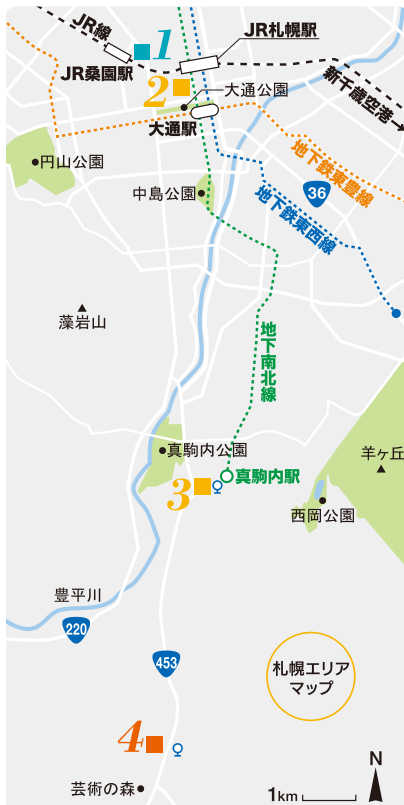 JR線
1
JR札幌駅
JR桑園駅
2
大通公園
新千歳空港→
大通駅
円山公園
地下鉄東豊線
中島公園
36
地下鉄東西線
藻岩山
地下南北線
真駒内公園
羊ヶ丘
3
真駒内駅
西岡公園
豊平川
220
453
札幌エリア
マップ
4
芸術の森
1km
N